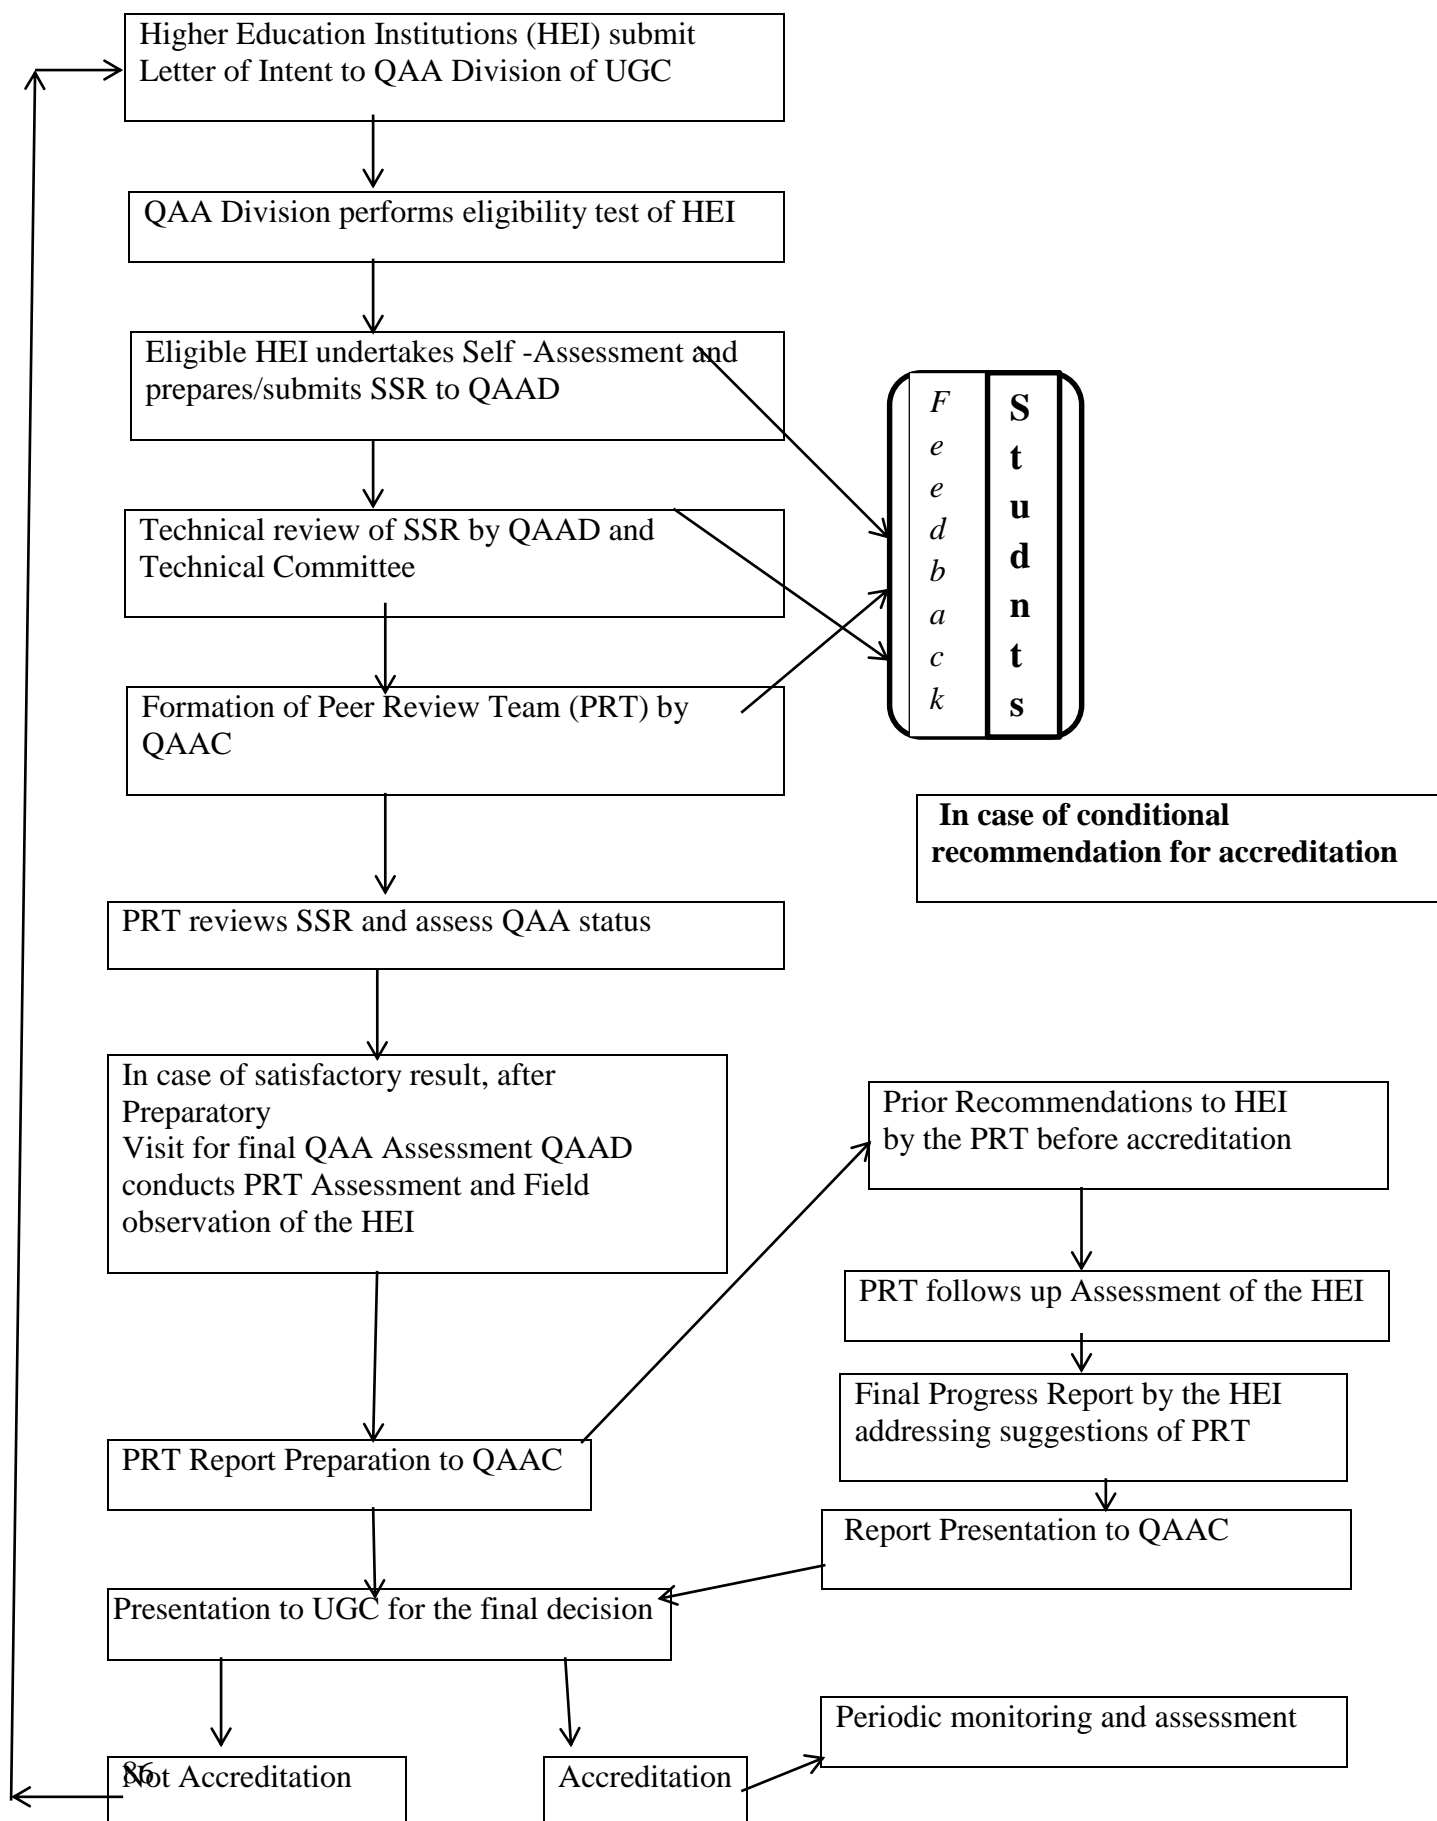 Higher Education Institutions (HEI) submit
Letter of Intent to QAA Division of UGC
QAA Division performs eligibility test of HEI
Eligible HEI undertakes Self -Assessment and
prepares/submits SSR to QAAD
Technical review of SSR by QAAD and
Technical Committee
Formation of Peer Review Team (PRT) by
QAAC
Feedback
Studnts
In case of conditional
recommendation for accreditation
PRT reviews SSR and assess QAA status
In case of satisfactory result, after
Preparatory
Visit for final QAA Assessment QAAD
conducts PRT Assessment and Field
observation of the HEI
Prior Recommendations to HEI
by the PRT before accreditation
PRT follows up Assessment of the HEI
Final Progress Report by the HEI
addressing suggestions of PRT
PRT Report Preparation to QAAC
Report Presentation to QAAC
Presentation to UGC for the final decision
Periodic monitoring and assessment
86
Not Accreditation
Accreditation